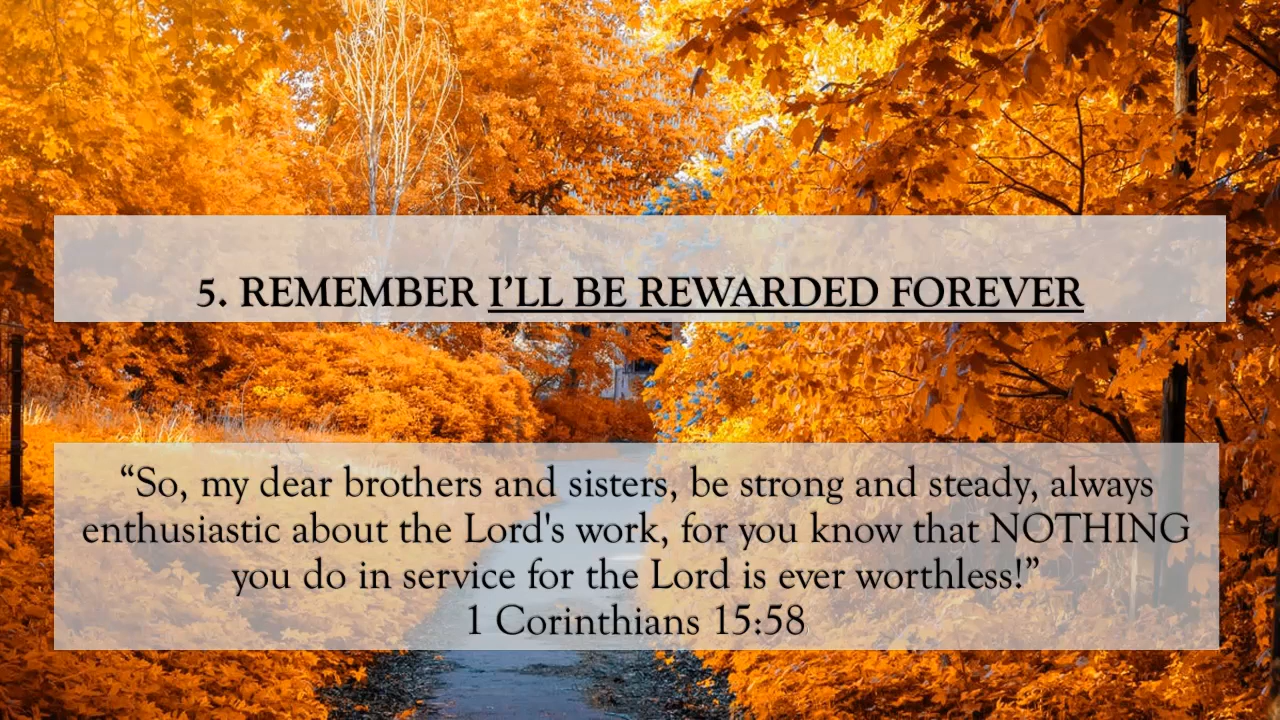 5. REMEMBER I’LL BE REWARDED FOREVER
“So, my dear brothers and sisters, be strong and steady, always
enthusiastic about the Lord's work, for you know that NOTHING
you do in service for the Lord is ever worthless!”
1 Corinthians 15:58